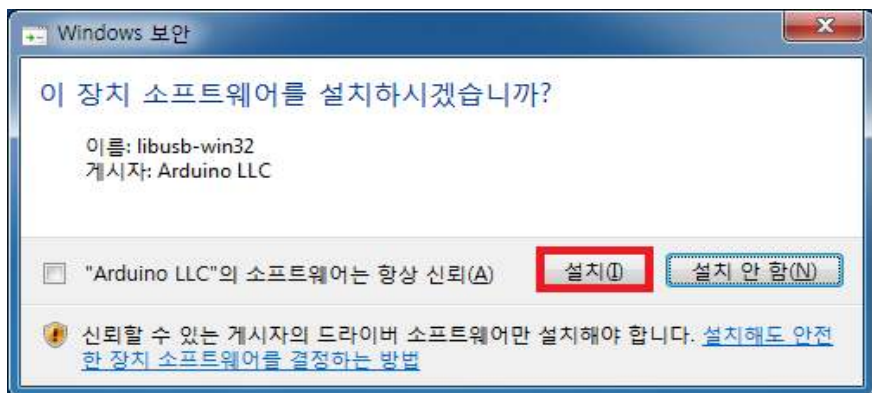 Windows 보안
이 장치 소프트웨어를 설치하시겠습니까?
이름: libusb-win32
게시자: Arduino LLC
"Arduino LLC"의 소프트웨어는 항상 신뢰(A)
설치(I)
설치 안 함(N)
신뢰할 수 있는 게시자의 드라이버 소프트웨어만 설치해야 합니다. 설치해도 안전
한 장치 소프트웨어를 결정하는 방법